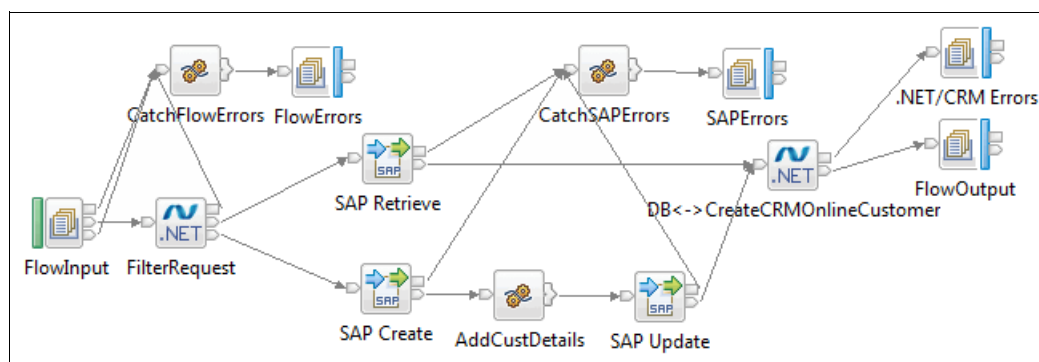 CatchFlowErrors
FlowErrors
CatchSAPErrors
SAPErrors
.NET/CRM Errors
SAP
SAP Retrieve
.NET
DB<->CreateCRMOnlineCustomer
FlowOutput
FlowInput
.NET
FilterRequest
SAP
SAP Create
AddCustDetails
SAP
SAP Update